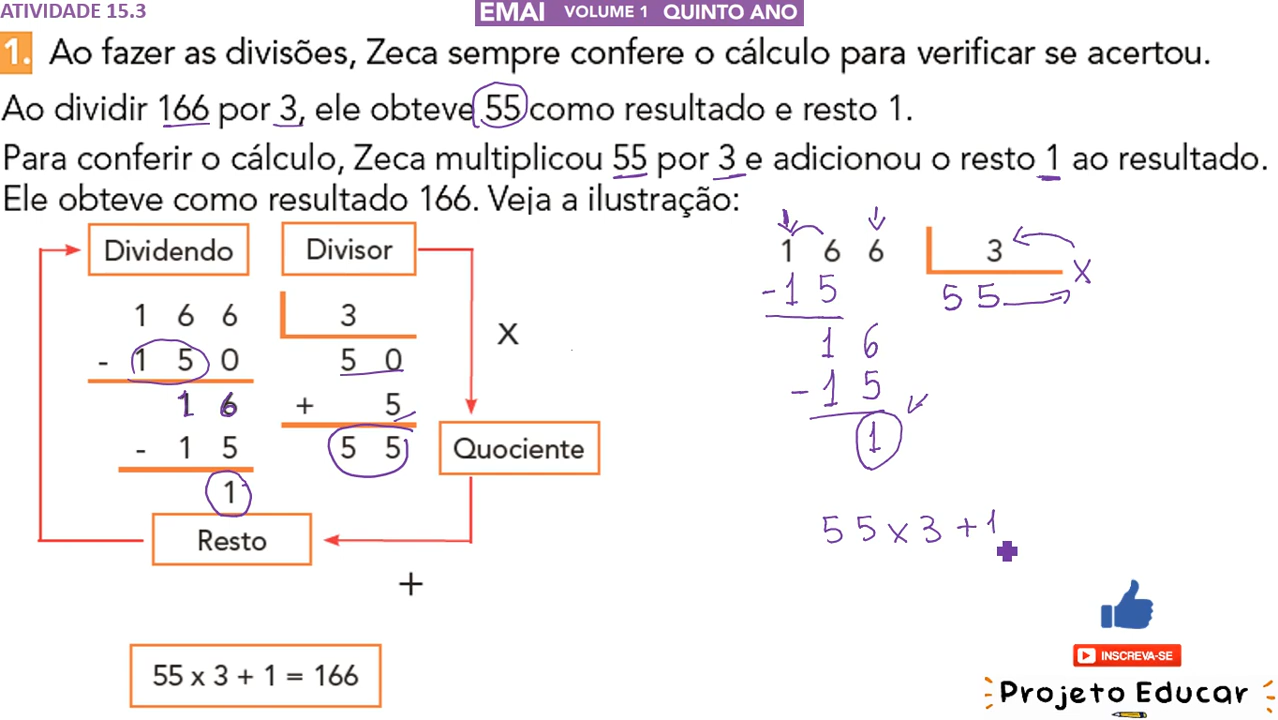 ATIVIDADE 15.3
EMAI VOLUME 1 QUINTO ANO
1. Ao fazer as divisões, Zeca sempre confere o cálculo para verificar se acertou.
Ao dividir 166 por 3, ele obteve 55 como resultado e resto 1.
Para conferir o cálculo, Zeca multiplicou 55 por 3 e adicionou o resto 1 ao resultado.
Ele obteve como resultado 166. Veja a ilustração:
Dividendo Divisor
1 6 6 3
- 1 5 0 5 0
1 6 + 5
- 1 5 5 5
1
X
Quociente
Resto
+
55 x 3 + 1 = 166
1 6 6 3
- 1 5 5 5 x
1 6
- 1 5
1
5 5 x 3 + 1
INSCREVA-SE
Projeto Educar